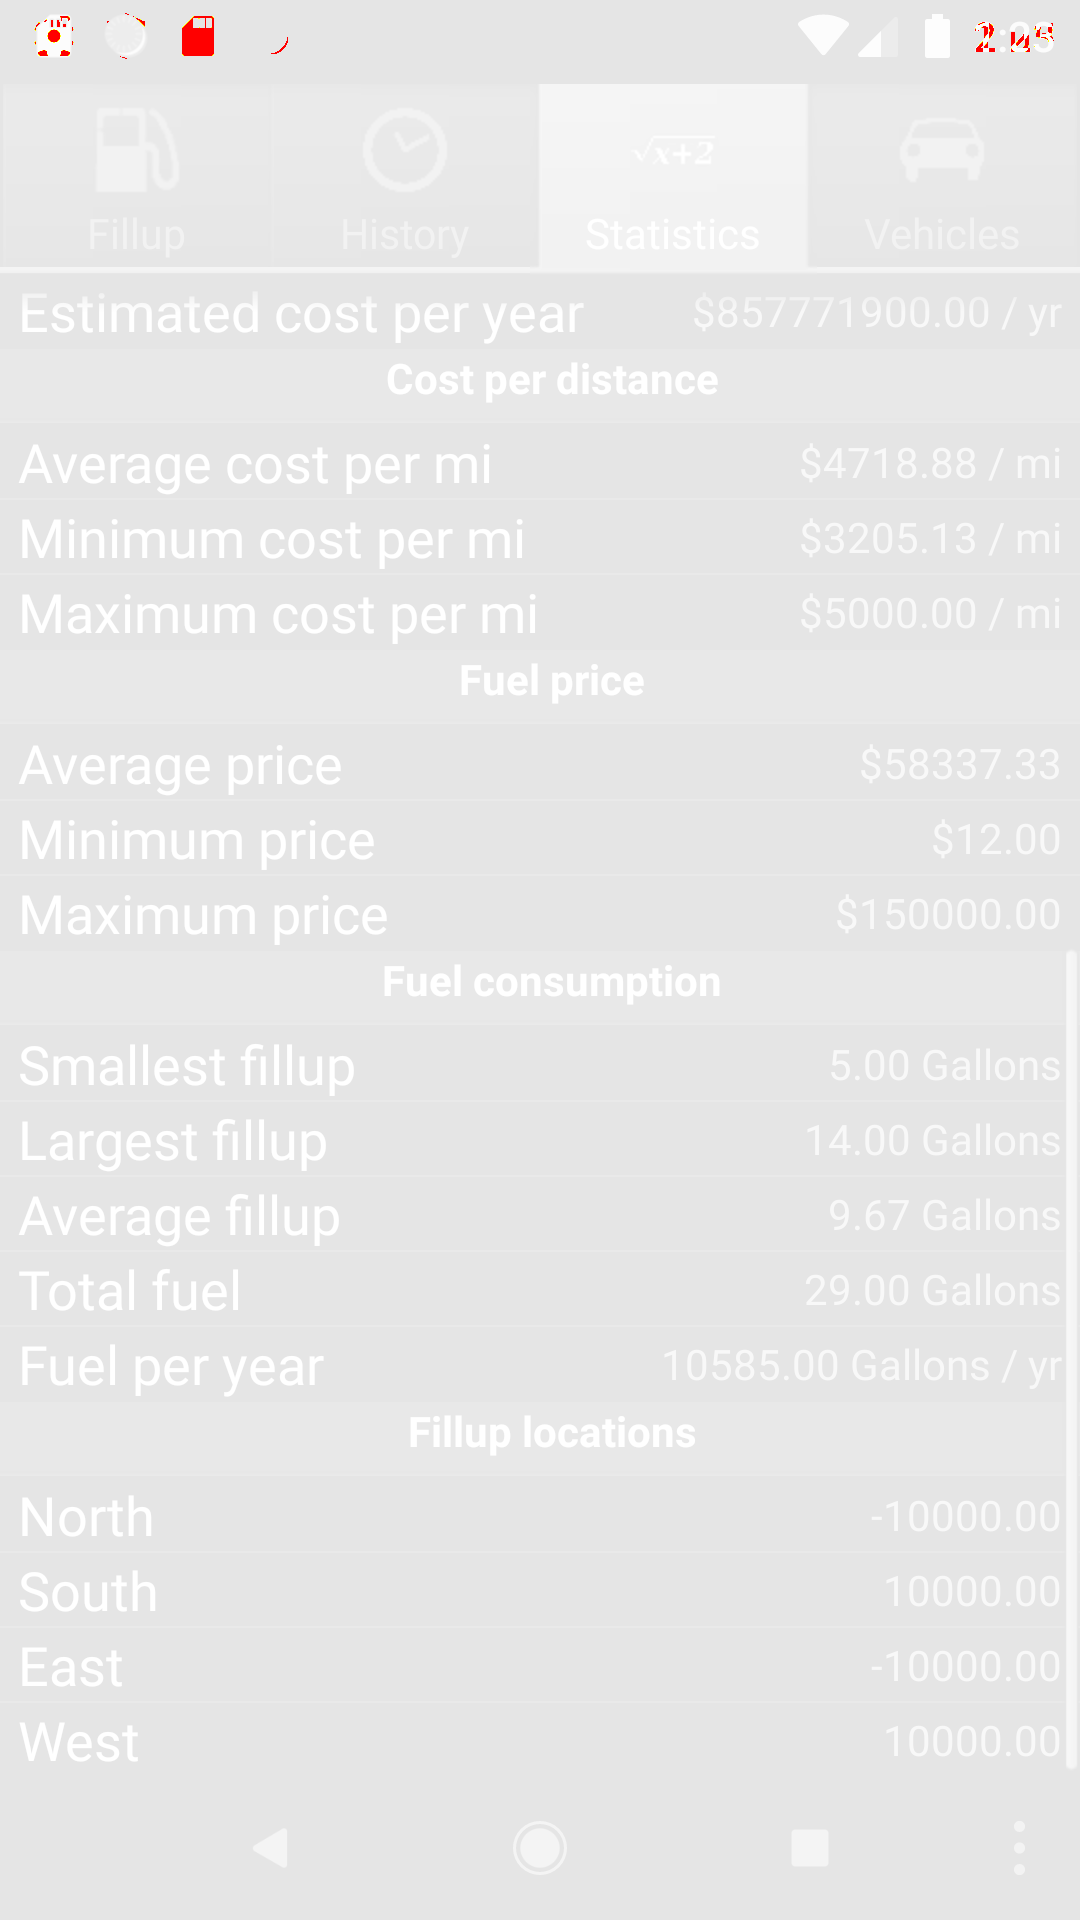 Fillup
History
√x+2
Statistics
Vehicles
Estimated cost per year $857771900.00 / yr
Cost per distance
Average cost per mi $4718.88 / mi
Minimum cost per mi $3205.13 / mi
Maximum cost per mi $5000.00 / mi
Fuel price
Average price $58337.33
Minimum price $12.00
Maximum price $150000.00
Fuel consumption
Smallest fillup 5.00 Gallons
Largest fillup 14.00 Gallons
Average fillup 9.67 Gallons
Total fuel 29.00 Gallons
Fuel per year 10585.00 Gallons / yr
Fillup locations
North -10000.00
South 10000.00
East -10000.00
West 10000.00